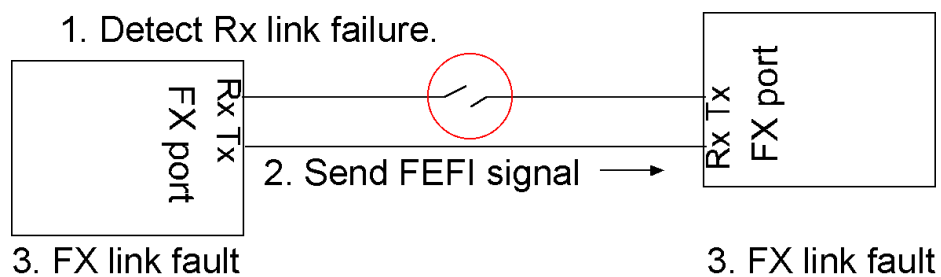 1. Detect Rx link failure.
Rx Tx
FX port
Rx Tx
FX port
2. Send FEFI signal
3. FX link fault
3. FX link fault